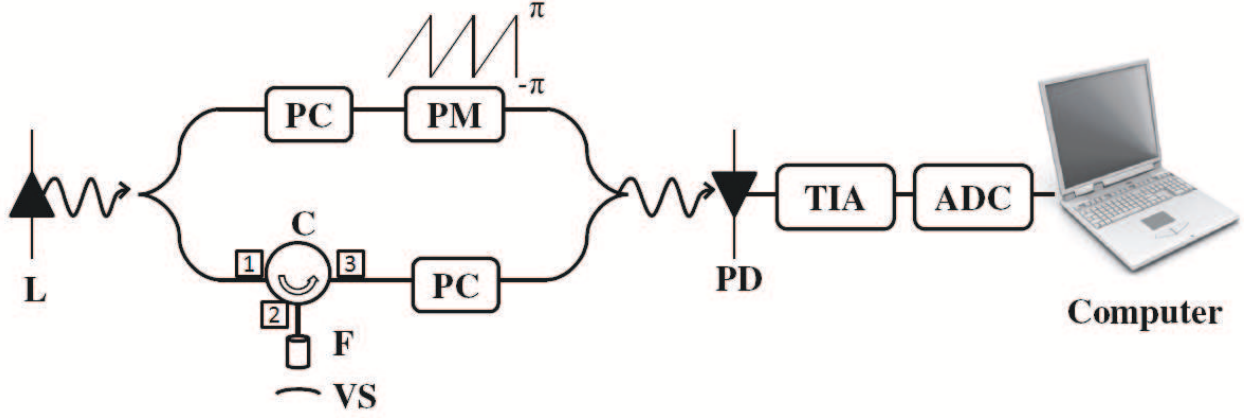 π
-π
PC PM
TIA ADC
C
1 3
PC
2
L
PD
F
VS
Computer